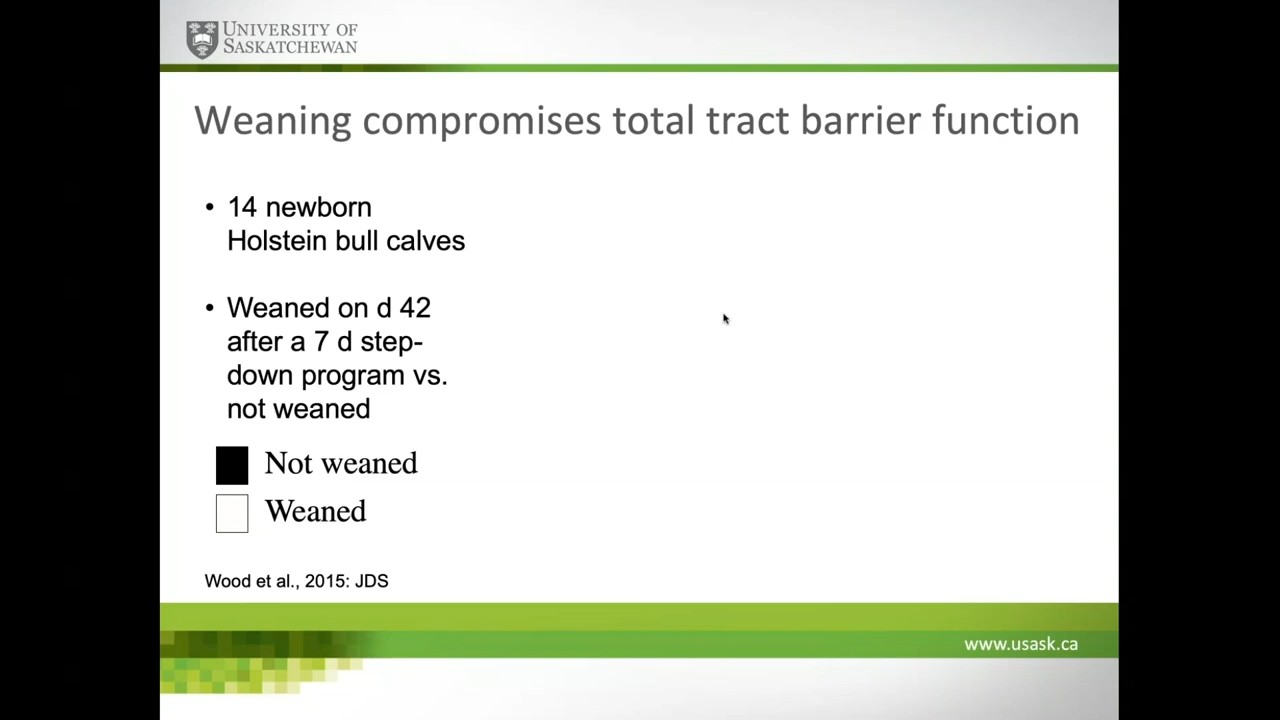 UNIVERSITY OF
SASKATCHEWAN
Weaning compromises total tract barrier function
• 14 newborn
Holstein bull calves
• Weaned on d 42
after a 7 d step-
down program vs.
not weaned
Not weaned
Weaned
Wood et al., 2015: JDS
www.usask.ca